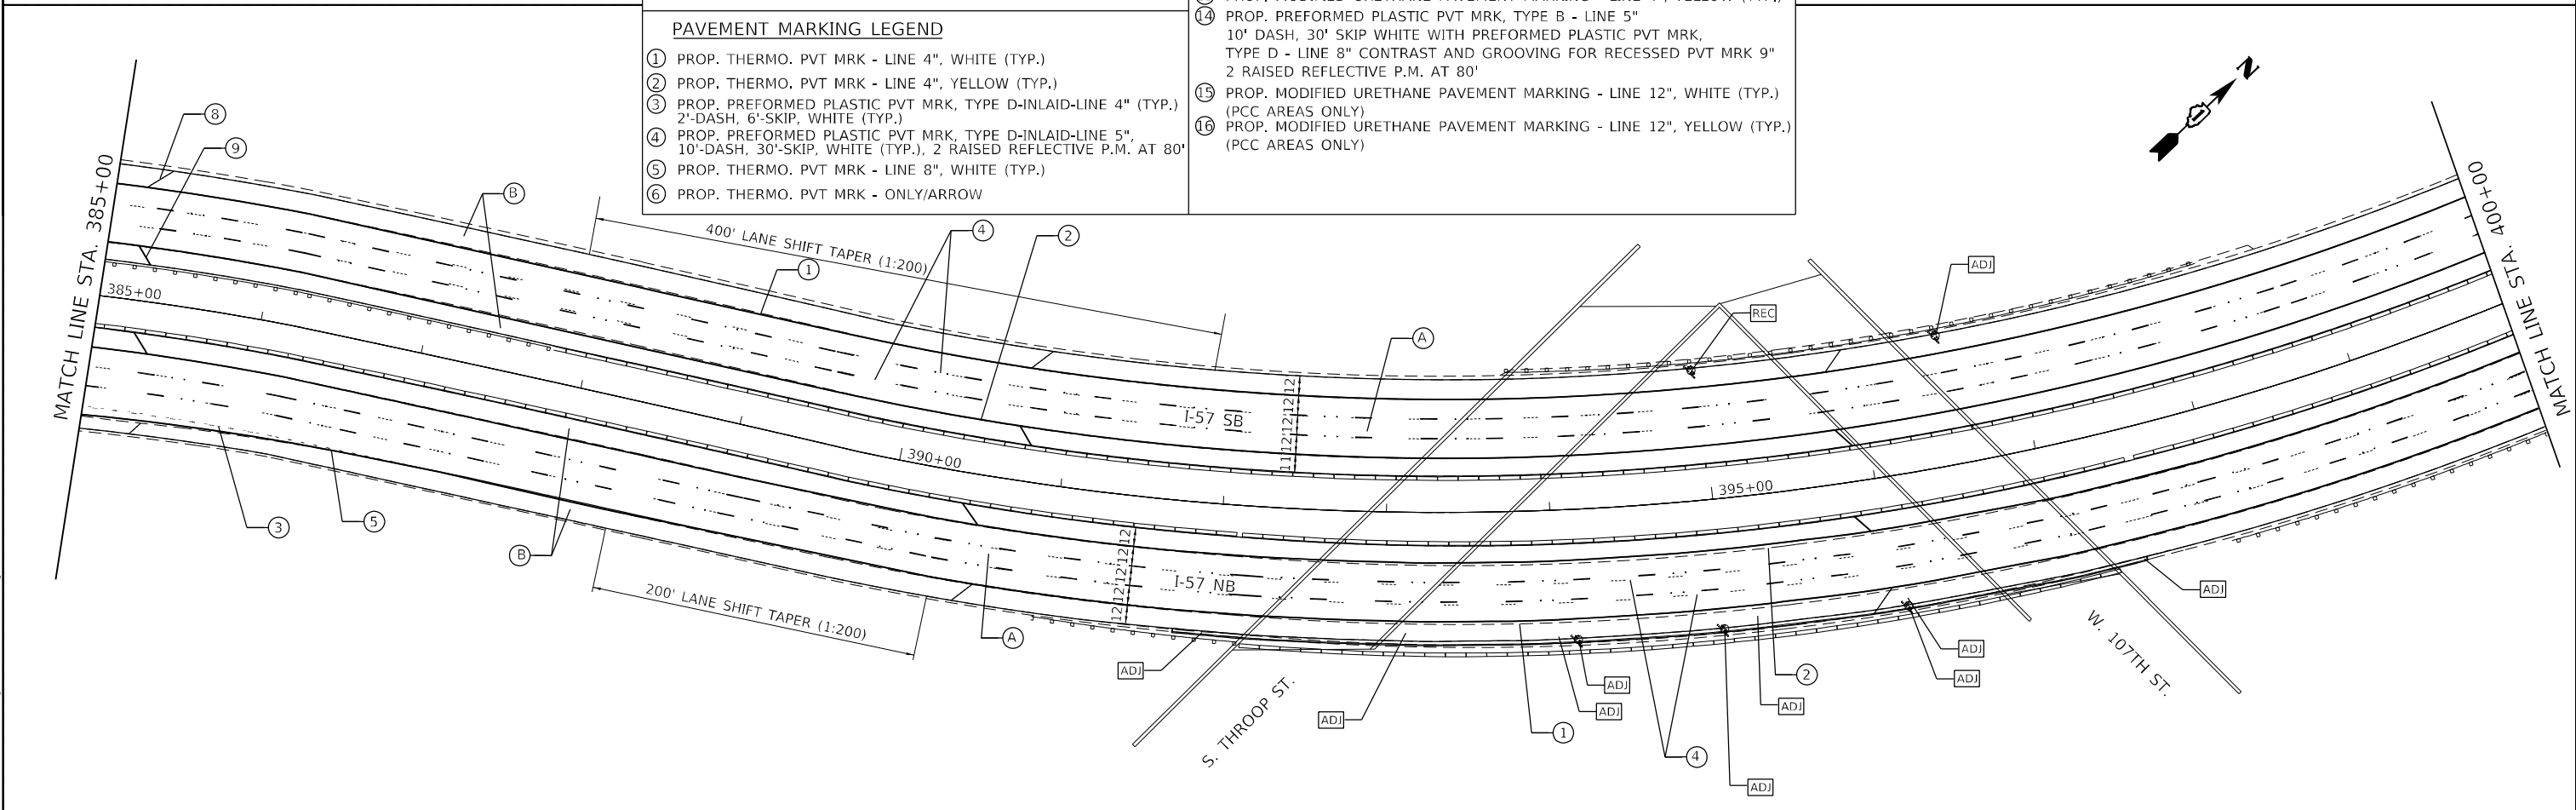 PAVEMENT MARKING LEGEND
1 PROP. THERMO. PVT MRK - LINE 4", WHITE (TYP.)
2 PROP. THERMO. PVT MRK - LINE 4", YELLOW (TYP.)
3 PROP. PREFORMED PLASTIC PVT MRK, TYPE D-INLAID-LINE 4" (TYP.)
2'-DASH, 6'-SKIP, WHITE (TYP.)
4 PROP. PREFORMED PLASTIC PVT MRK, TYPE D-INLAID-LINE 5",
10'-DASH, 30'-SKIP, WHITE (TYP.), 2 RAISED REFLECTIVE P.M. AT 80'
5 PROP. THERMO. PVT MRK - LINE 8", WHITE (TYP.)
6 PROP. THERMO. PVT MRK - ONLY/ARROW
14 PROP. PREFORMED PLASTIC PVT MRK, TYPE B - LINE 5"
10' DASH, 30' SKIP WHITE WITH PREFORMED PLASTIC PVT MRK,
TYPE D - LINE 8" CONTRAST AND GROOVING FOR RECESSED PVT MRK 9"
2 RAISED REFLECTIVE P.M. AT 80'
15 PROP. MODIFIED URETHANE PAVEMENT MARKING - LINE 12", WHITE (TYP.)
(PCC AREAS ONLY)
16 PROP. MODIFIED URETHANE PAVEMENT MARKING - LINE 12", YELLOW (TYP.)
(PCC AREAS ONLY)
N
MATCH LINE STA. 385+00
8
9
B
400' LANE SHIFT TAPER (1:200)
4
2
1
385+00
ADJ
REC
A
I-57 SB
11'12'12'12'12'
390+00
395+00
MATCH LINE STA. 400+00
3
5
B
200' LANE SHIFT TAPER (1:200)
A
12'12'12'12'12'
I-57 NB
ADJ
S. THROOP ST.
ADJ
1
ADJ
ADJ
4
ADJ
ADJ
2
ADJ
ADJ
ADJ
W. 107TH ST.